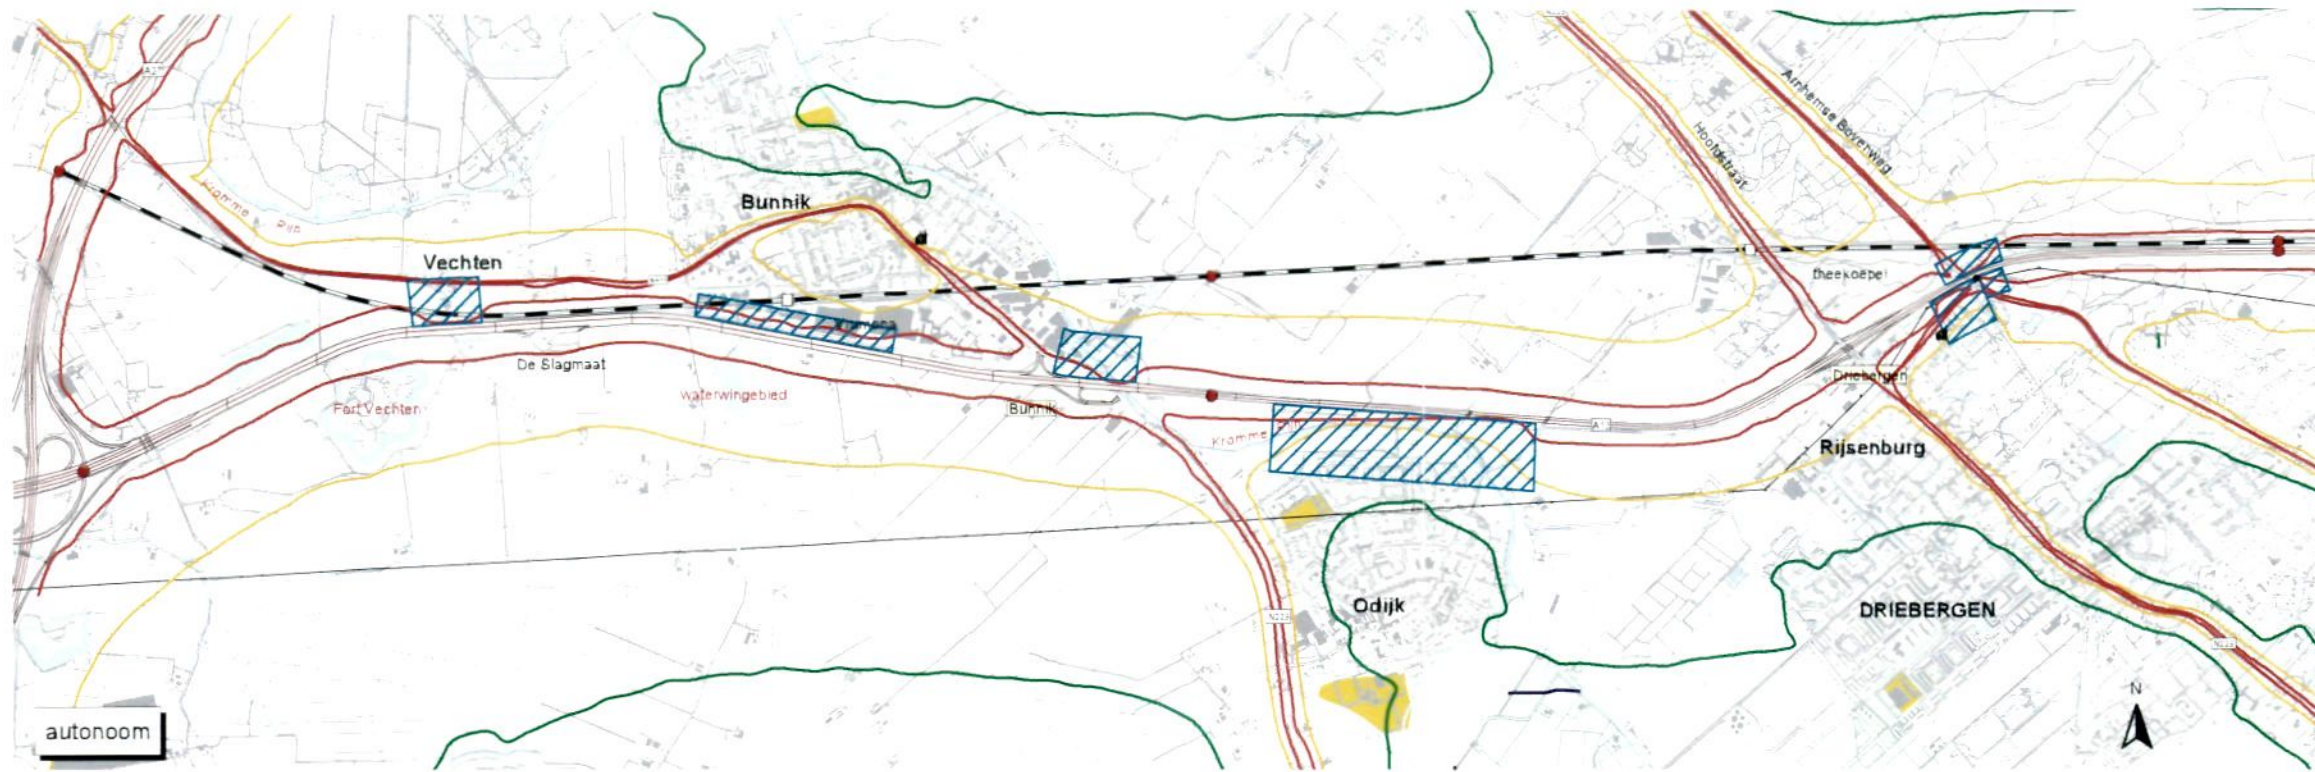 Arnhemse Bovenweg
Hoofdstraat
Kromme Rijn
Bunnik
Vechten
theekoepel
De Slagmaat
Driebergen
waterwingebied
Fort Vechten
Bunnik
Kromme Rijn
Rijsenburg
Odijk
DRIEBERGEN
N229
N225
N
autonoom